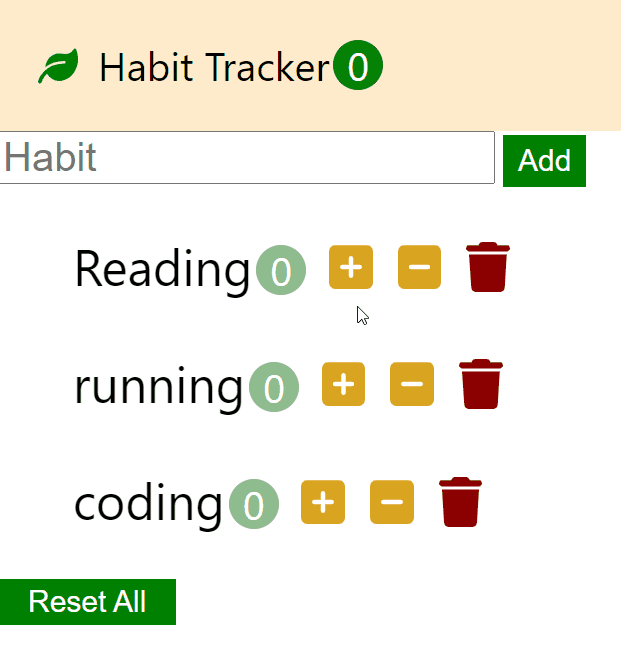 Habit Tracker 0
Habit Add
Reading 0 + −
running 0 + −
coding 0 + −
Reset All